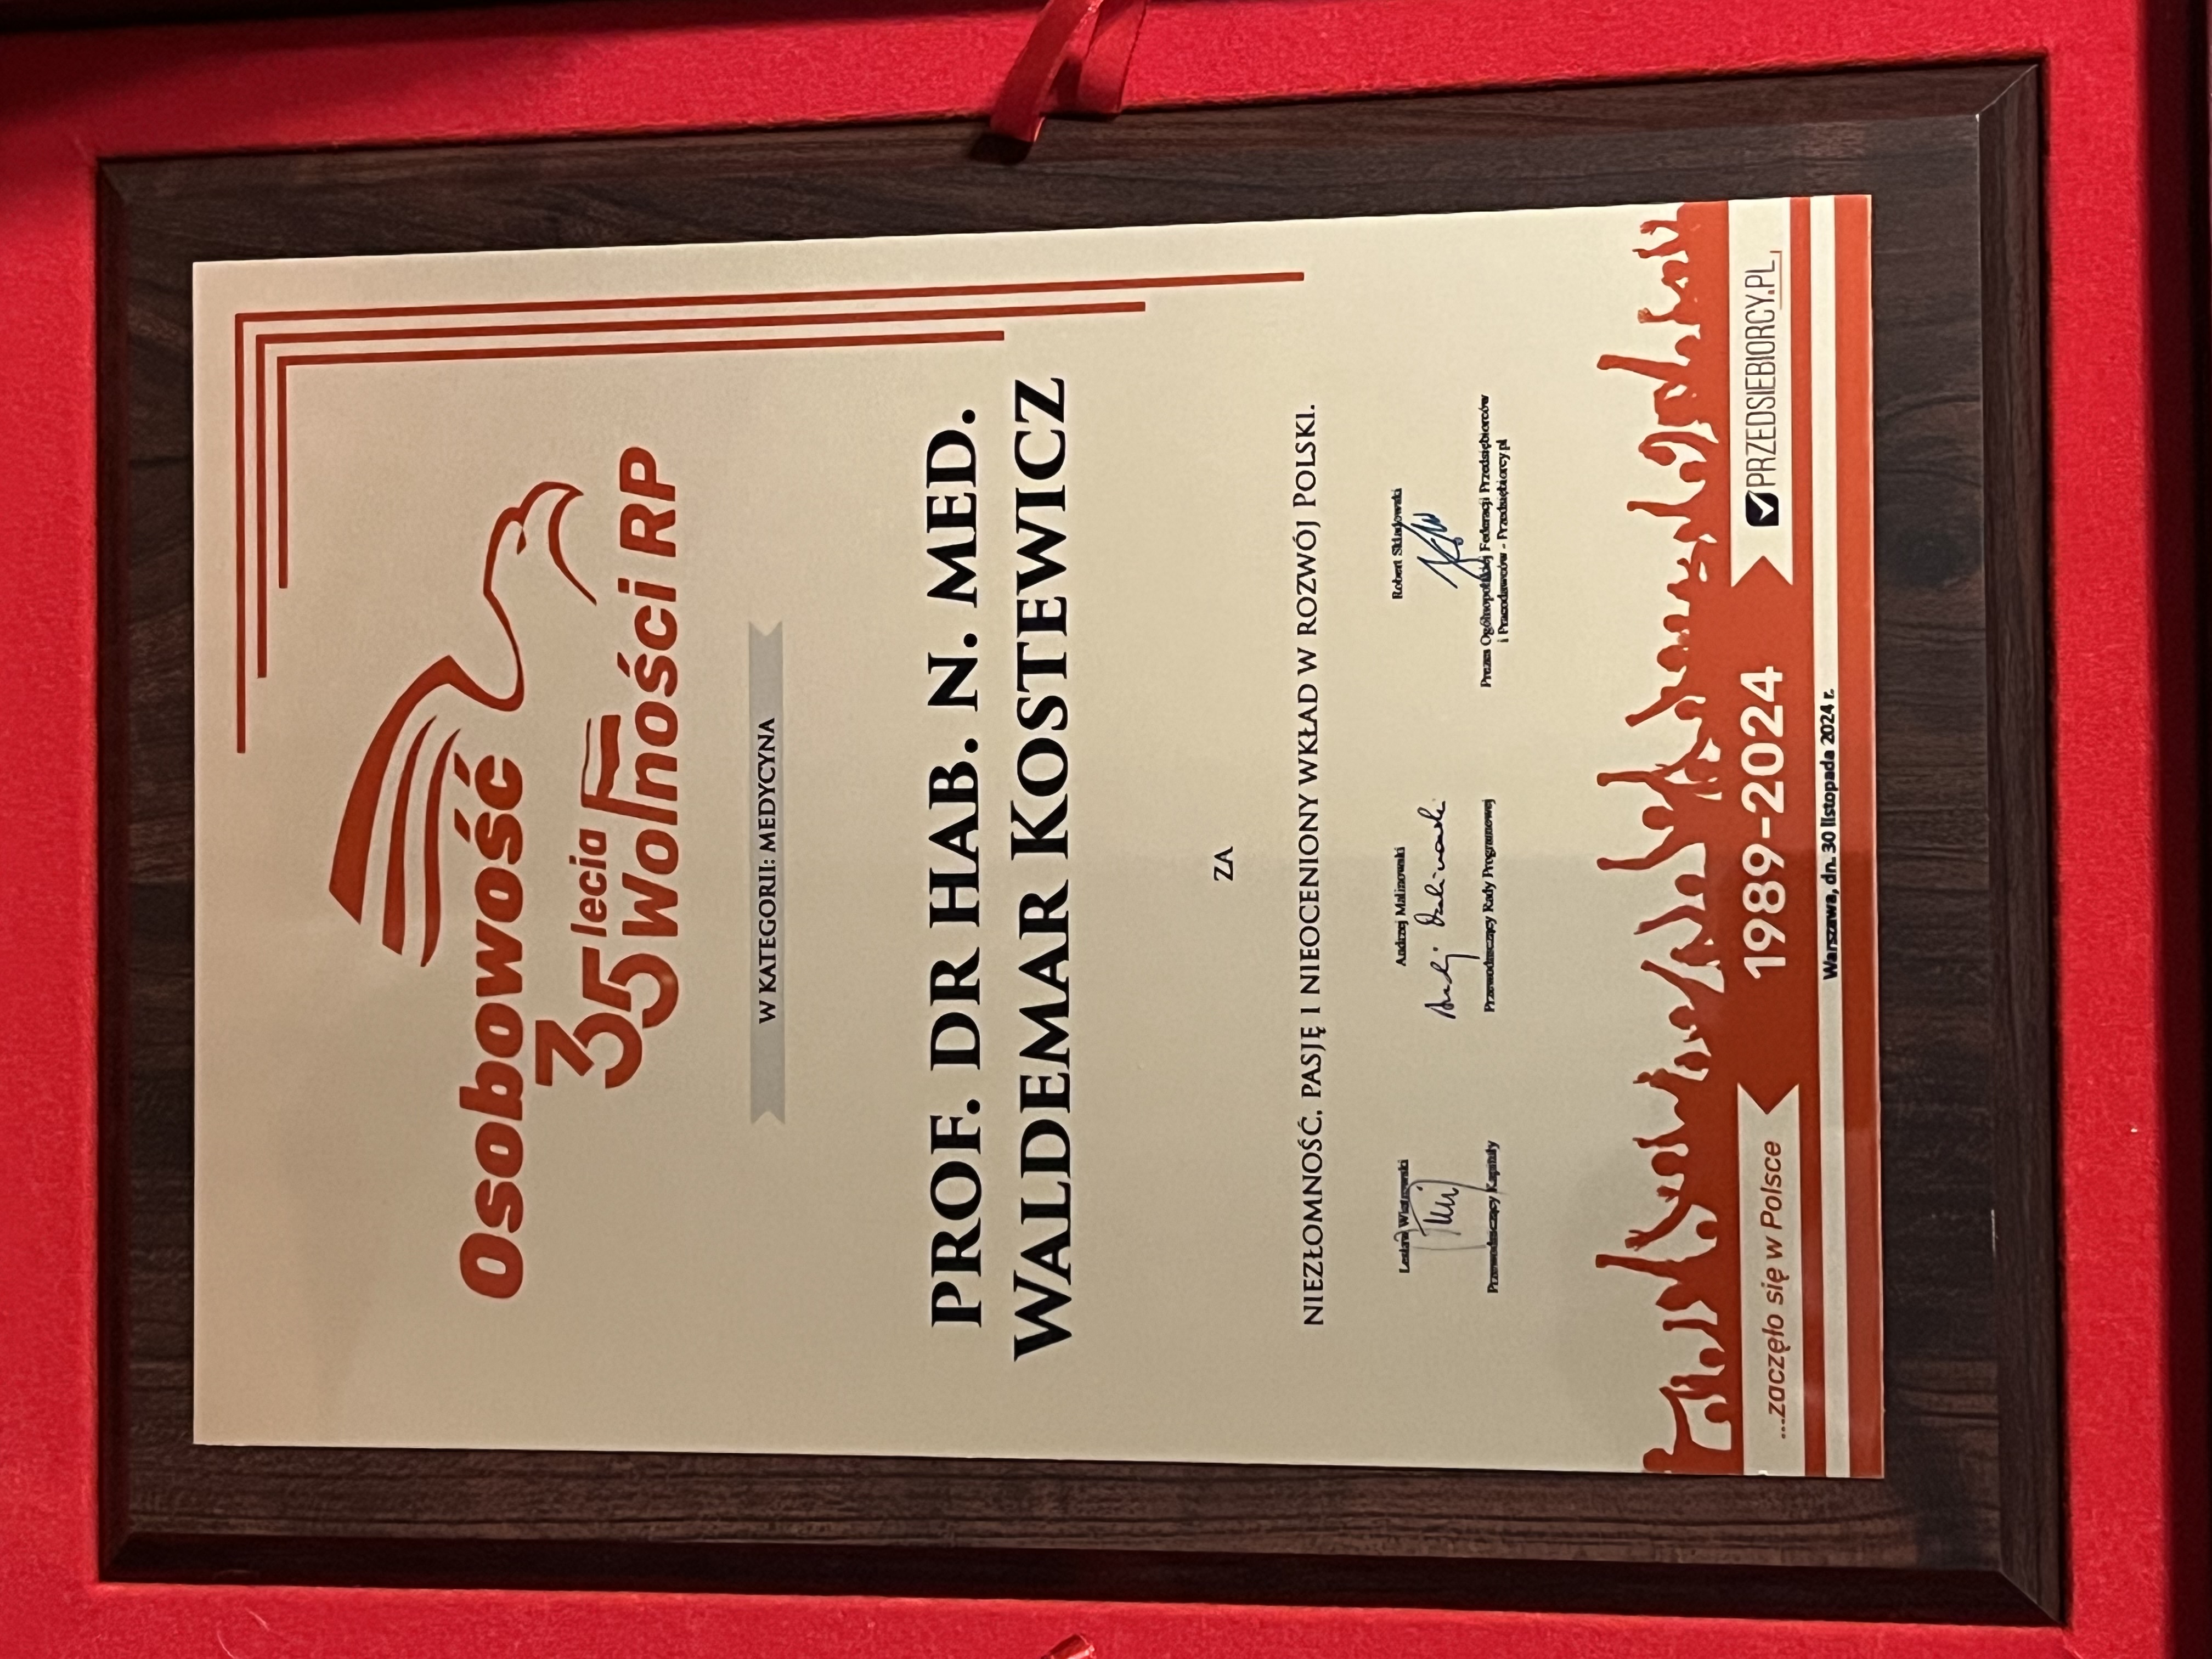 Osobowość
35 lecia
Wolności RP
W KATEGORII: MEDYCYNA
PROF. DR HAB. N. MED.
WALDEMAR KOSTEWICZ
ZA
NIEZŁOMNOŚĆ, PASJĘ I NIEOCENIONY WKŁAD W ROZWÓJ POLSKI.
Lesław
Przewodniczący Kapituły
Andrzej Malinowski
Przewodniczący Rady Programowej
Robert Składowski
Prezes Ogólnopolskiej Federacji Przedsiębiorców
i Pracodawców - Przedsiębiorcy.pl
...zaczęło się w Polsce
1989-2024
PRZEDSIEBIORCY.PL
Warszawa, dn. 30 listopada 2024 r.